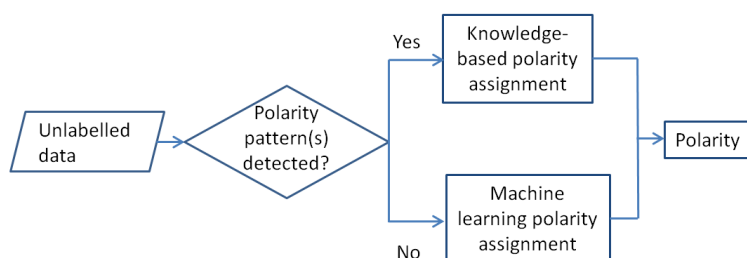 Unlabelled
data
Polarity
pattern(s)
detected?
Yes
Knowledge-
based polarity
assignment
No
Machine
learning polarity
assignment
Polarity